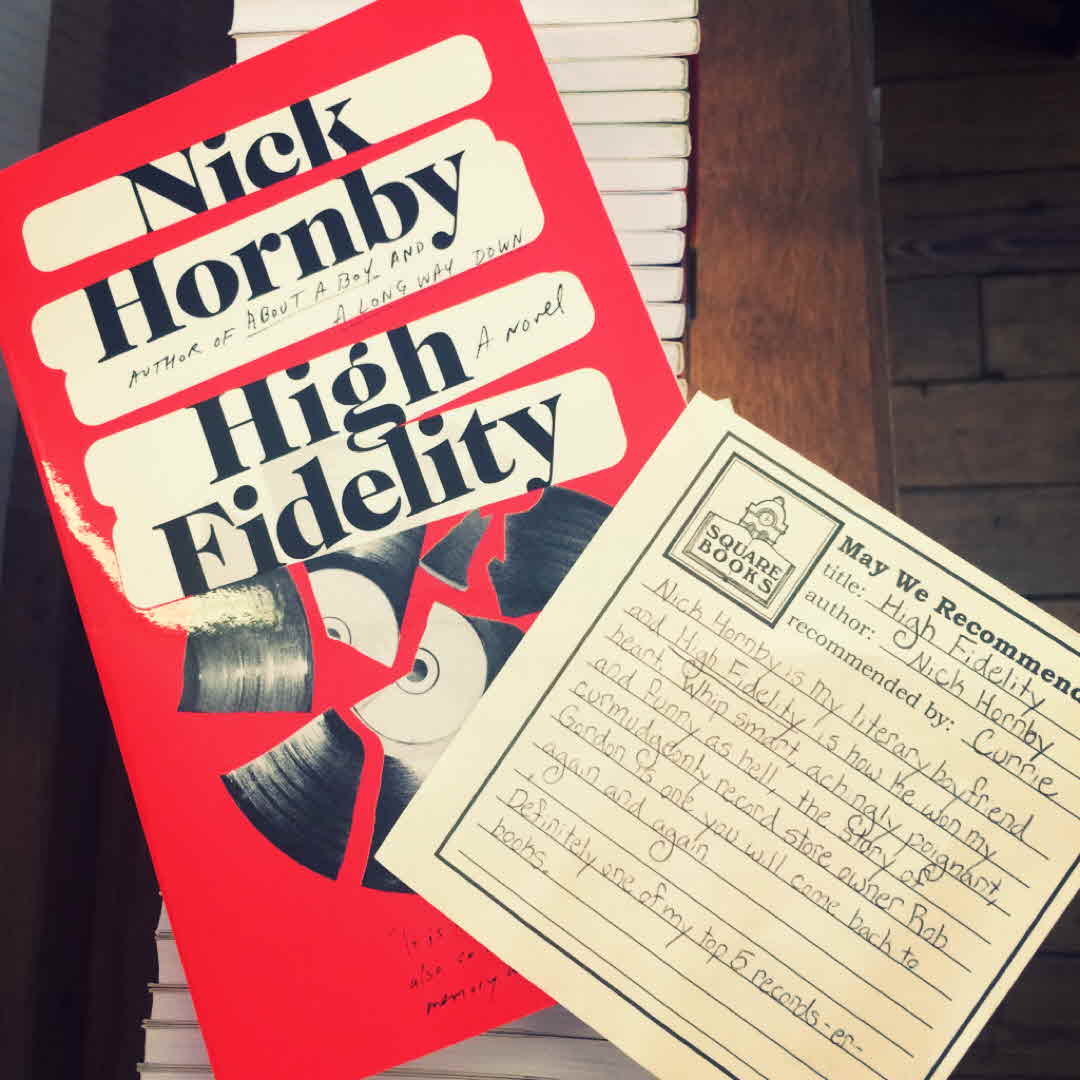 Nick
Hornby
AUTHOR OF ABOUT A BOY AND
A LONG WAY DOWN
High
A Novel
Fidelity
"It is
also
memory
SQUARE
BOOKS
May We Recommend
title: High Fidelity
author: Nick Hornby
recommended by: Currie
Nick Hornby is my literary boyfriend
and High Fidelity is how he won my
heart. Whip smart, achingly poignant,
and funny as hell, the story of
curmudgeonly record store owner Rob
Gordon is one you will come back to
again and again.
Definitely one of my top 5 records -er-
books.